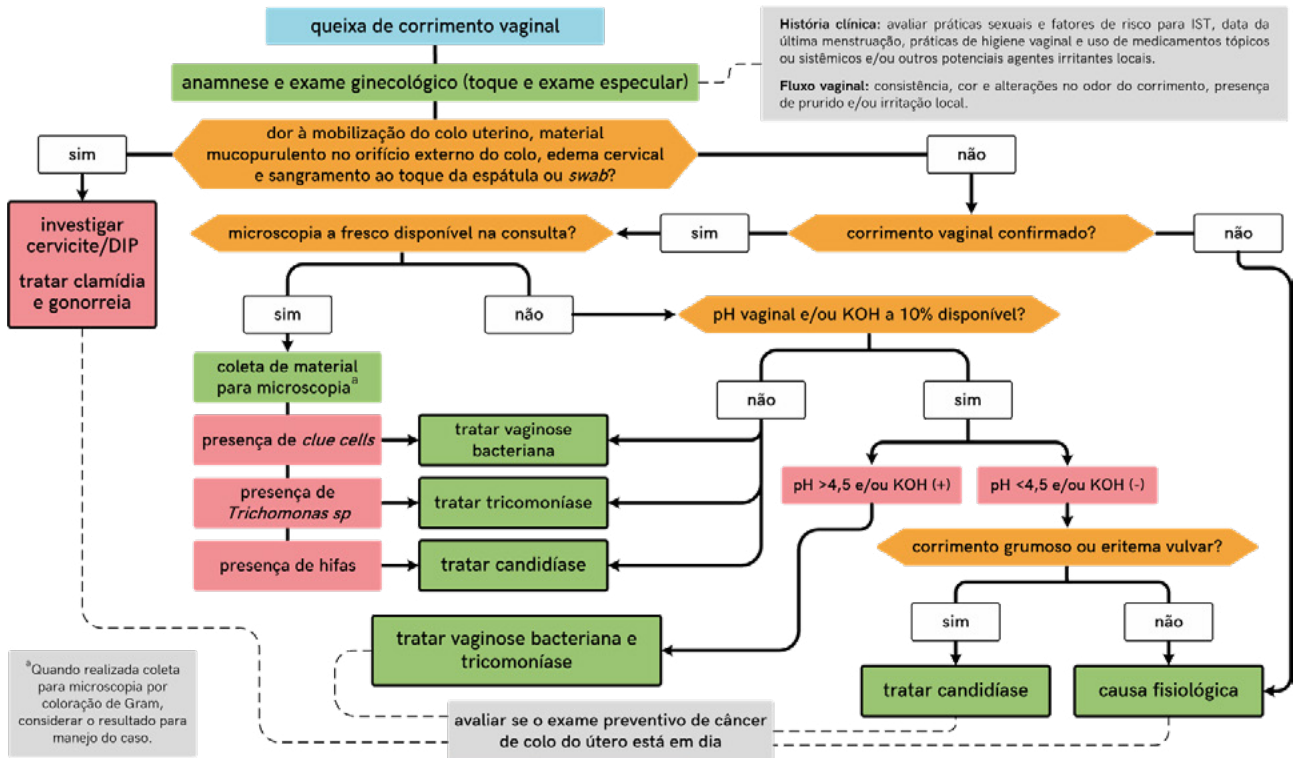 queixa de corrimento vaginal
História clínica: avaliar práticas sexuais e fatores de risco para IST, data da
última menstruação, práticas de higiene vaginal e uso de medicamentos tópicos
ou sistêmicos e/ou outros potenciais agentes irritantes locais.
Fluxo vaginal: consistência, cor e alterações no odor do corrimento, presença
de prurido e/ou irritação local.
anamnese e exame ginecológico (toque e exame especular)
dor à mobilização do colo uterino, material
mucopurulento no orifício externo do colo, edema cervical
e sangramento ao toque da espátula ou swab?
sim
não
investigar
cervicite/DIP
tratar clamídia
e gonorreia
microscopia a fresco disponível na consulta?
sim
corrimento vaginal confirmado?
não
sim
não
pH vaginal e/ou KOH a 10% disponível?
coleta de material
para microscopiaª
não
sim
presença de clue cells
tratar vaginose
bacteriana
presença de
Trichomonas sp
tratar tricomoníase
pH >4,5 e/ou KOH (+)
pH <4,5 e/ou KOH (-)
presença de hifas
tratar candidíase
corrimento grumoso ou eritema vulvar?
sim
não
tratar vaginose bacteriana e
tricomoníase
tratar candidíase
causa fisiológica
ªQuando realizada coleta
para microscopia por
coloração de Gram,
considerar o resultado para
manejo do caso.
avaliar se o exame preventivo de câncer
de colo do útero está em dia